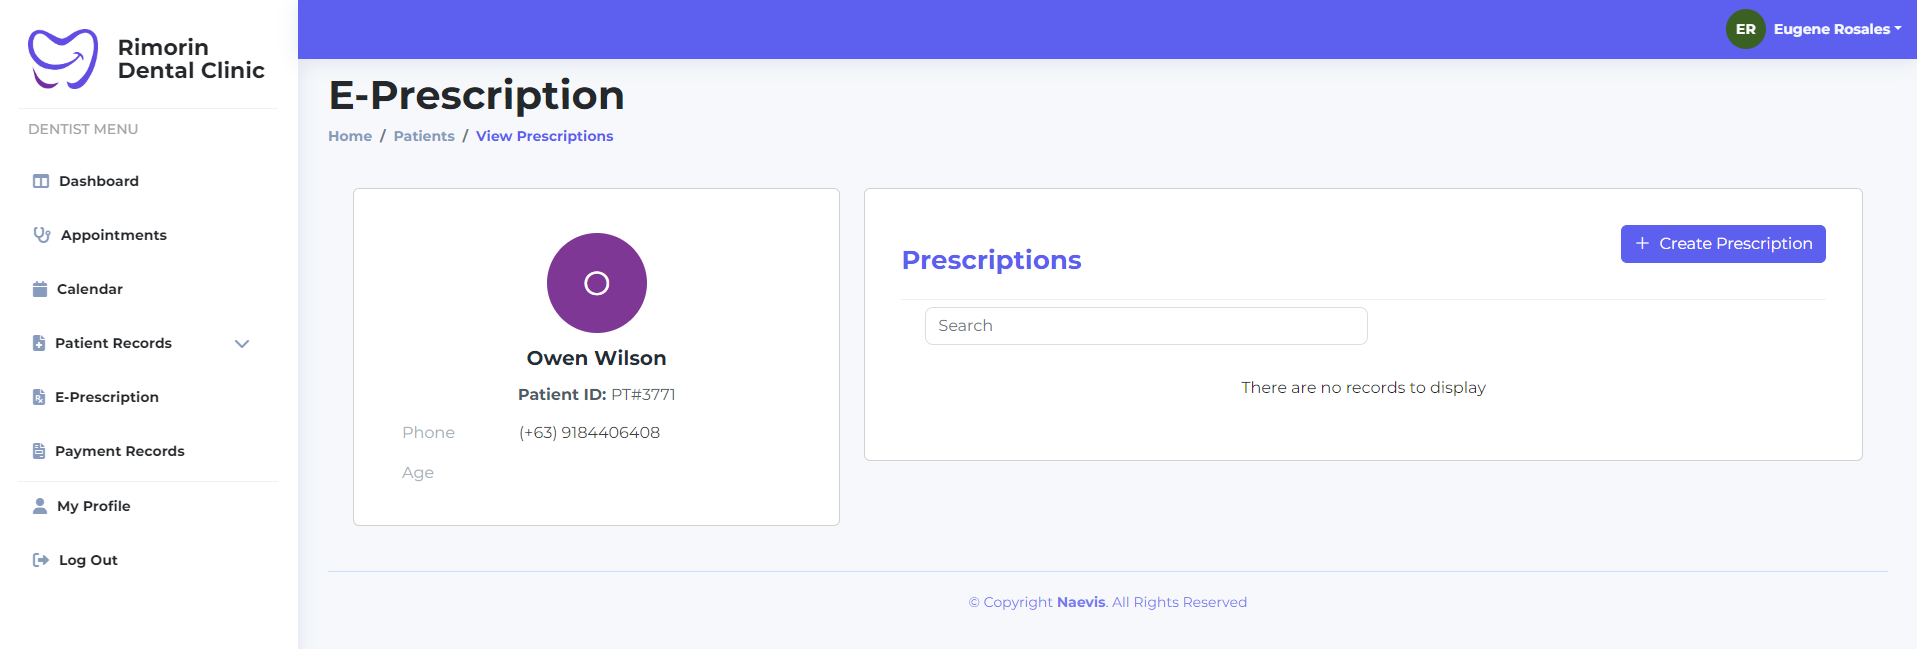 Rimorin
Dental Clinic
DENTIST MENU
Dashboard
Appointments
Calendar
Patient Records
E-Prescription
Payment Records
My Profile
Log Out
ER Eugene Rosales
E-Prescription
Home / Patients / View Prescriptions
O
Owen Wilson
Patient ID: PT#3771
Phone (+63) 9184406408
Age
Prescriptions
+ Create Prescription
Search
There are no records to display
© Copyright Naevis. All Rights Reserved